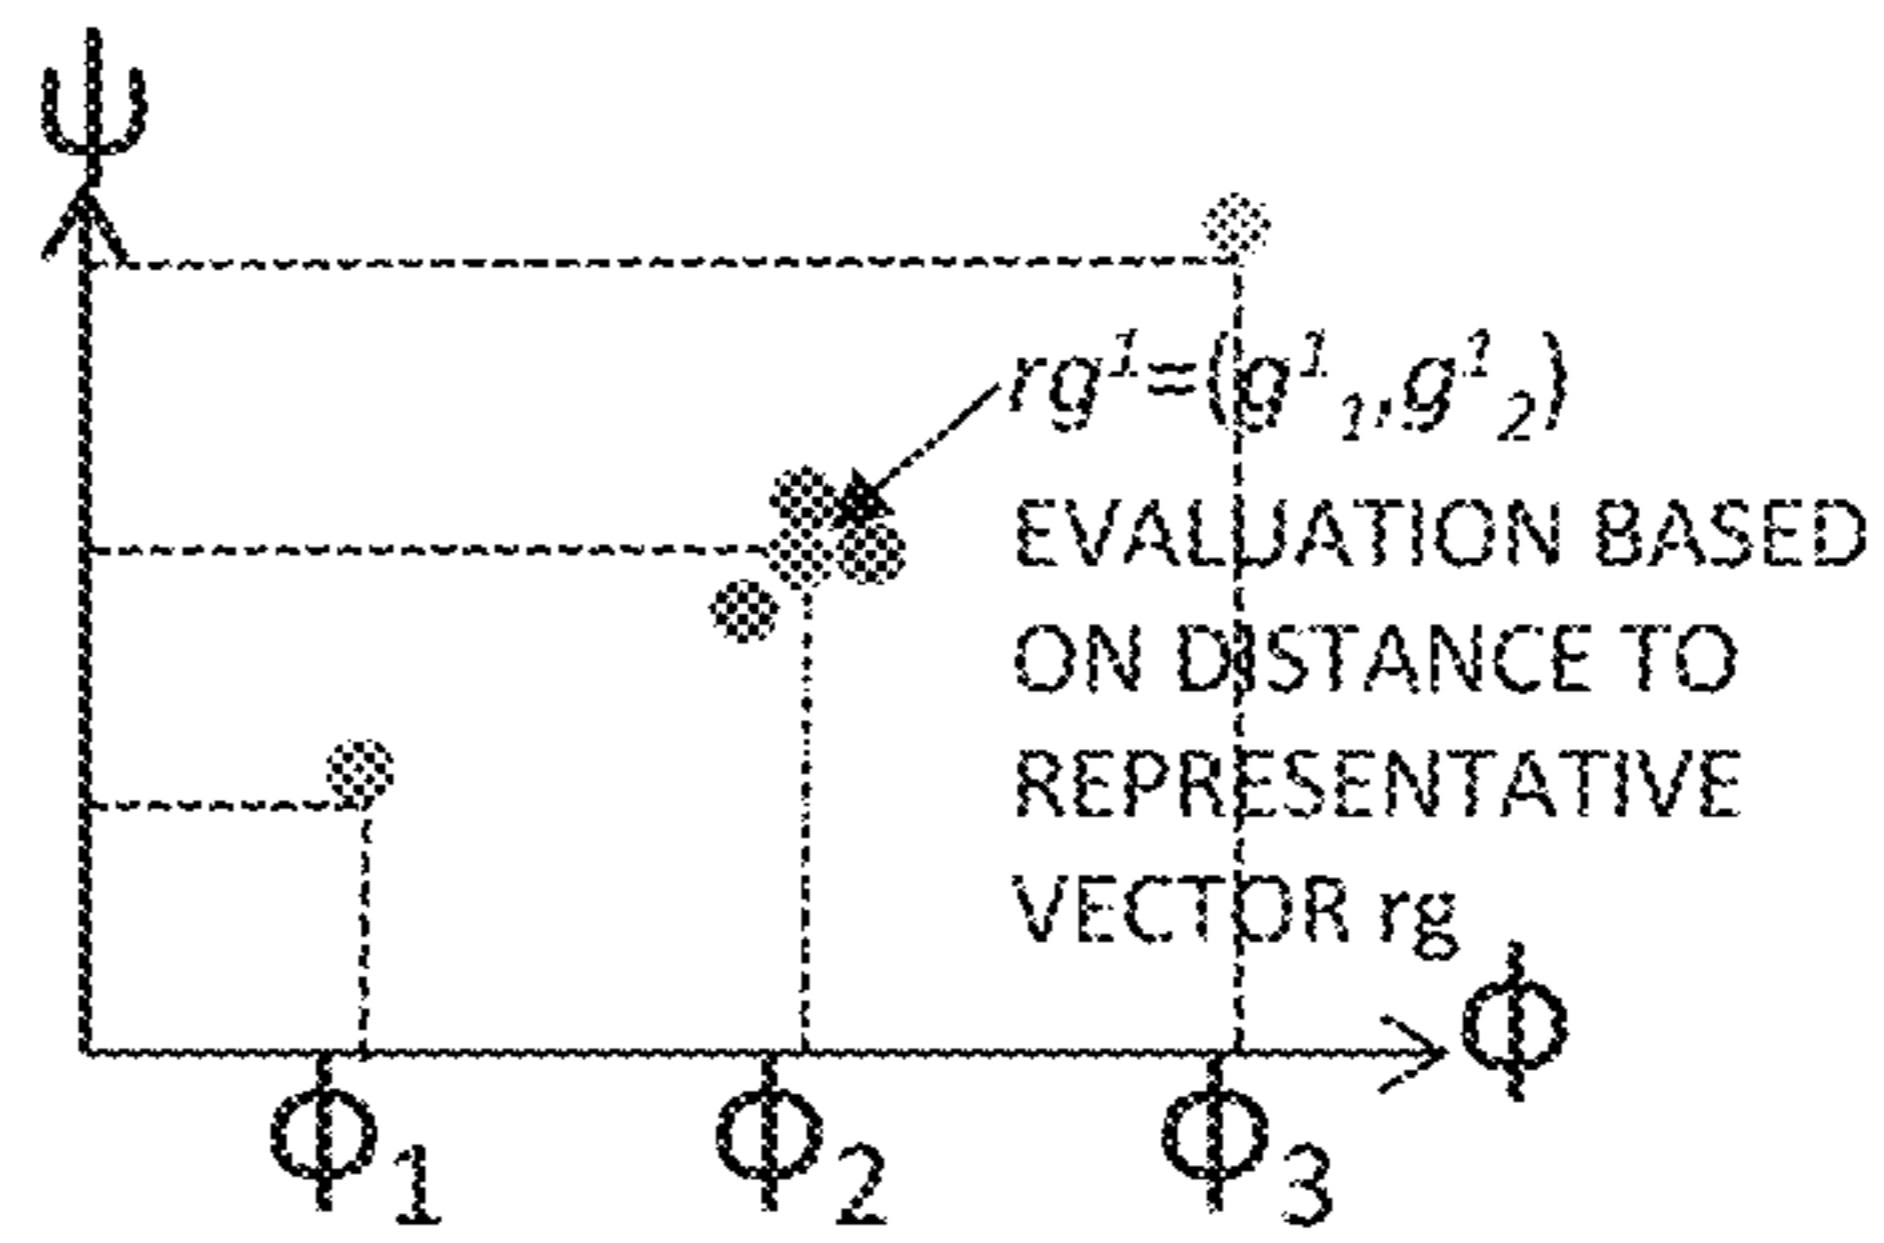 ψ
rg¹=(g¹₁,g¹₂)
EVALUATION BASED
ON DISTANCE TO
REPRESENTATIVE
VECTOR rg
ϕ
ϕ₁ ϕ₂ ϕ₃